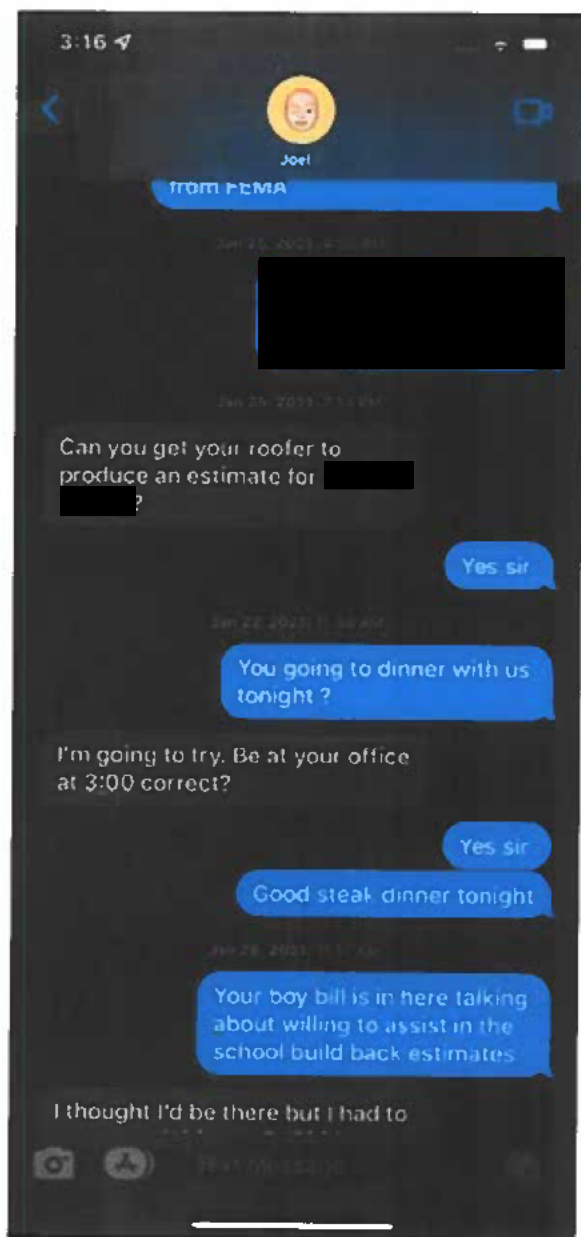 3:16
Joel
from FEMA
Can you get your roofer to
produce an estimate for
?
Yes sir
You going to dinner with us
tonight ?
I'm going to try. Be at your office
at 3:00 correct?
Yes sir
Good steak dinner tonight
Your boy bill is in here talking
about willing to assist in the
school build back estimates
I thought I'd be there but I had to
Text Message